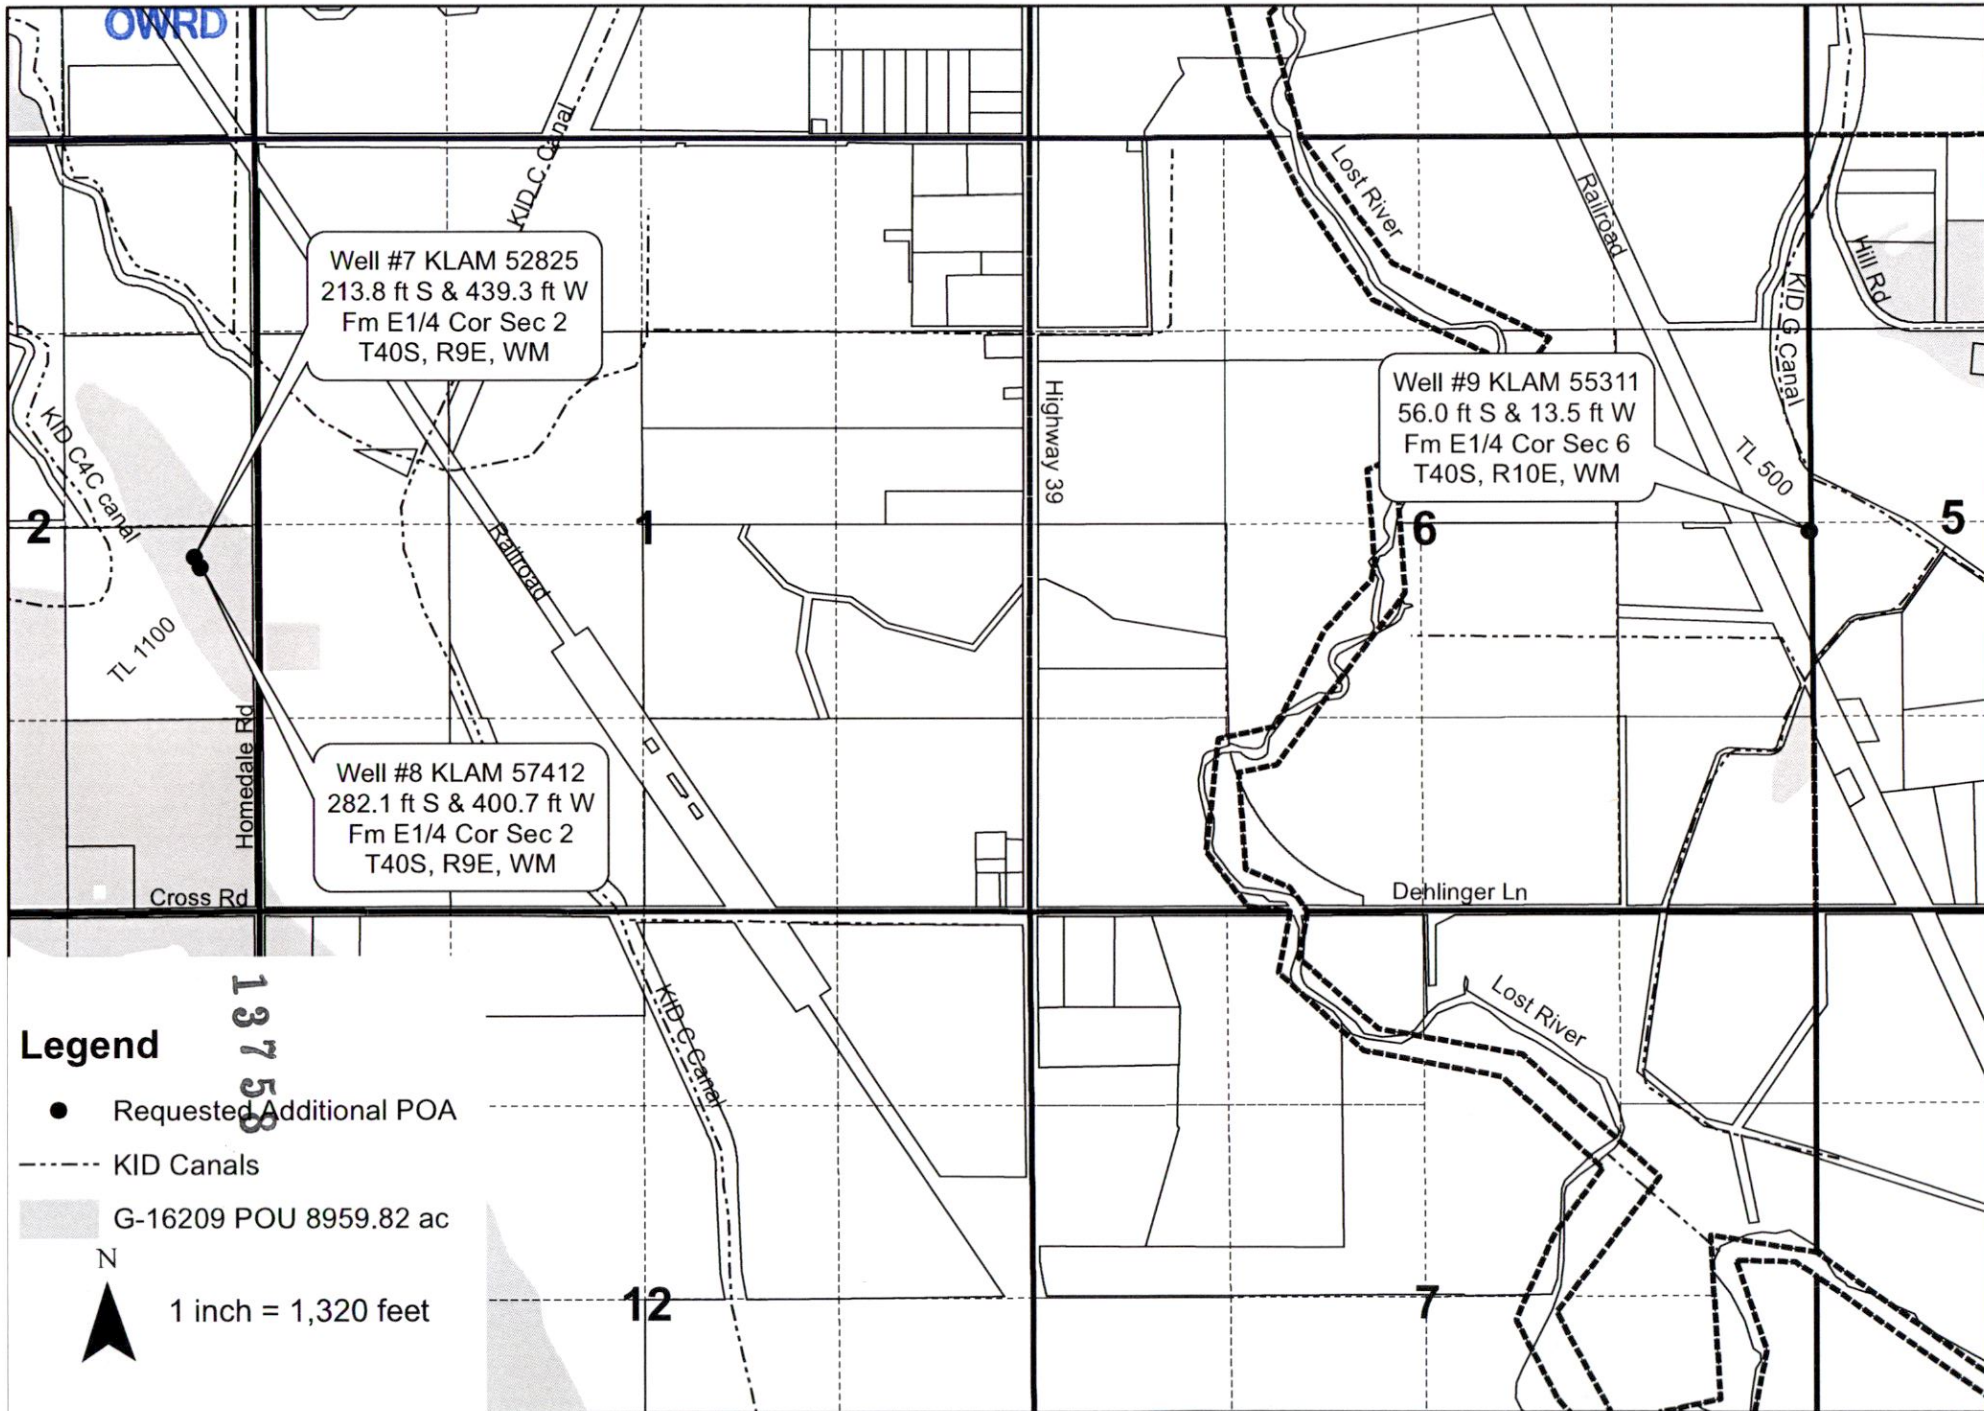 OWRD
KID C Canal
Lost River
Railroad
Hill Rd
KID G Canal
Well #7 KLAM 52825
213.8 ft S & 439.3 ft W
Fm E1/4 Cor Sec 2
T40S, R9E, WM
Well #9 KLAM 55311
56.0 ft S & 13.5 ft W
Fm E1/4 Cor Sec 6
T40S, R10E, WM
Highway 39
KID C4C canal
TL 500
2
1
6
5
Railroad
TL 1100
Homedale Rd
Well #8 KLAM 57412
282.1 ft S & 400.7 ft W
Fm E1/4 Cor Sec 2
T40S, R9E, WM
Cross Rd
Dehlinger Ln
13758
KID C Canal
Lost River
Legend
Requested Additional POA
KID Canals
G-16209 POU 8959.82 ac
N
1 inch = 1,320 feet
12
7